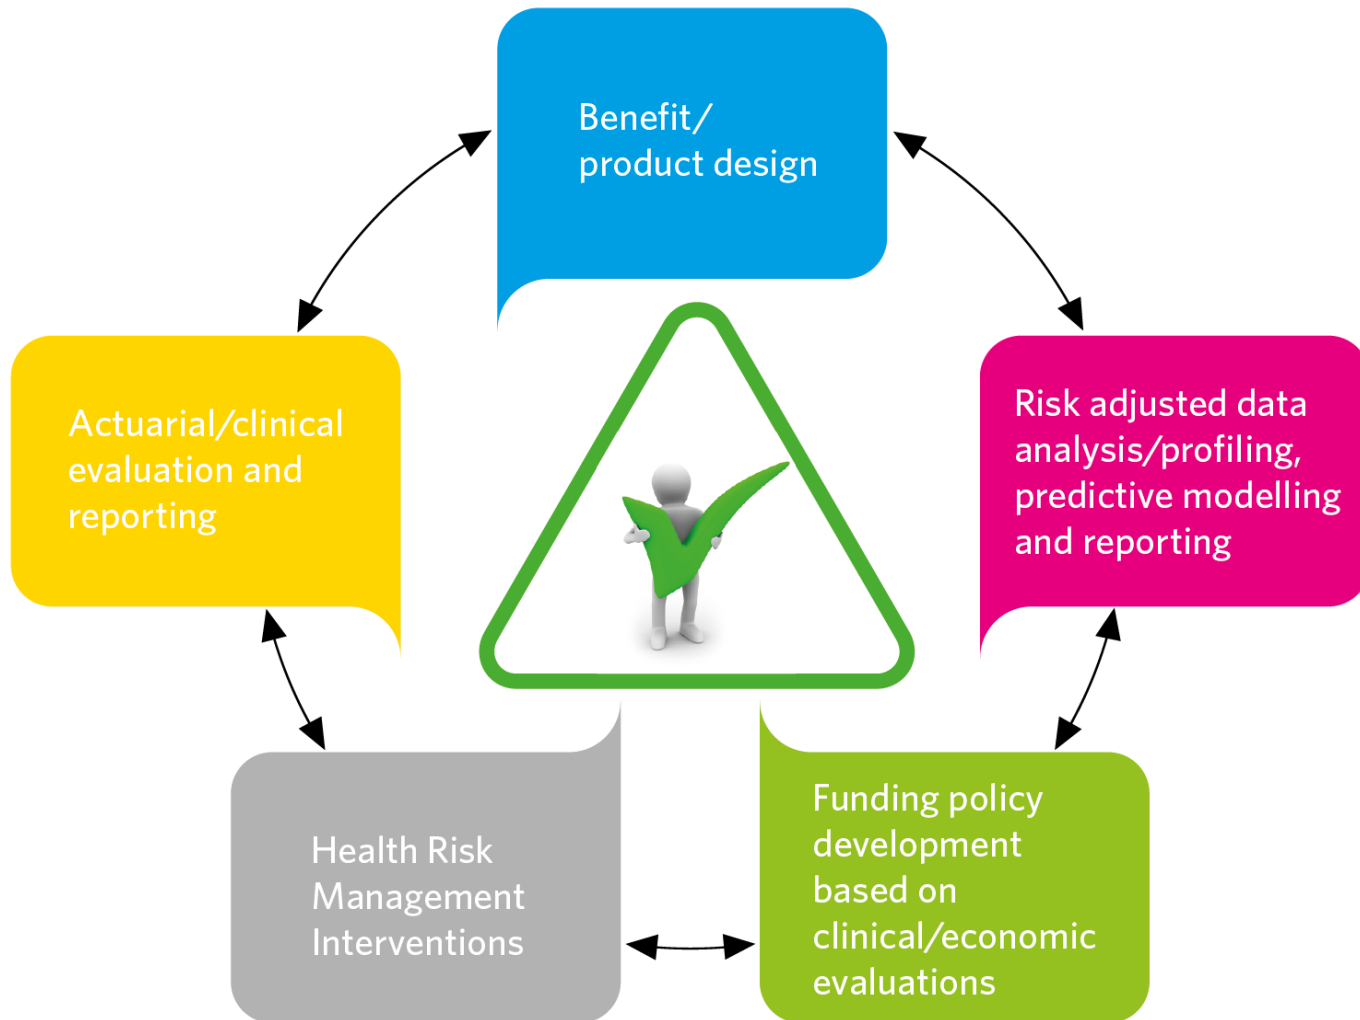 Benefit/
product design
Actuarial/clinical
evaluation and
reporting
Risk adjusted data
analysis/profiling,
predictive modelling
and reporting
Health Risk
Management
Interventions
Funding policy
development
based on
clinical/economic
evaluations